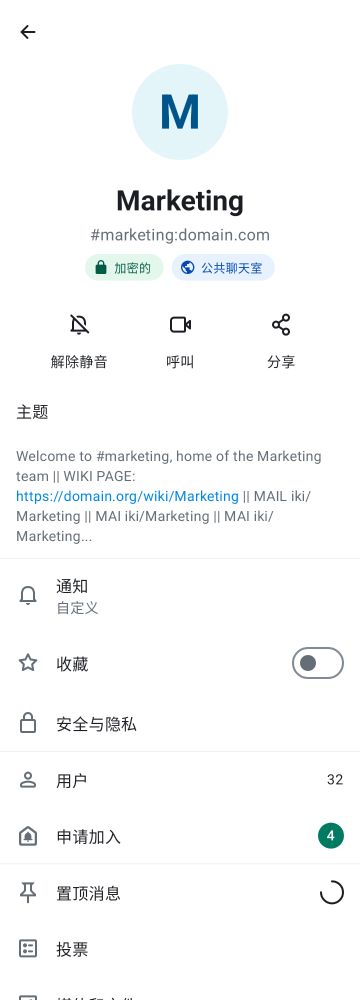 M
Marketing
#marketing:domain.com
加密的
公共聊天室
解除静音
呼叫
分享
主题
Welcome to #marketing, home of the Marketing
team || WIKI PAGE:
https://domain.org/wiki/Marketing || MAIL iki/
Marketing || MAI iki/Marketing || MAI iki/
Marketing...
通知
自定义
收藏
安全与隐私
用户
32
申请加入
4
置顶消息
投票